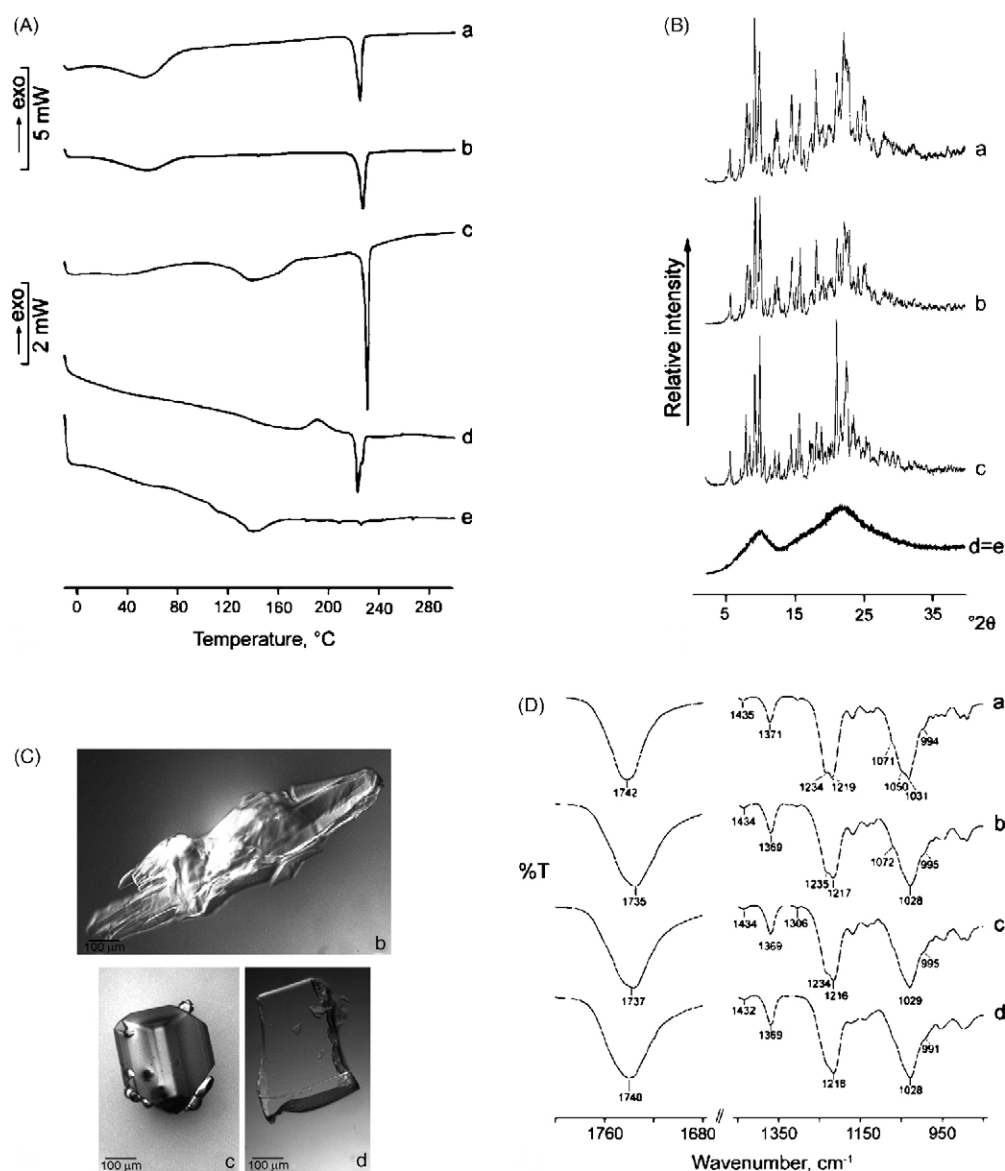 (A)
a
exo
5 mW
b
c
exo
2 mW
d
e
0 40 80 120 160 200 240 280
Temperature, °C
(B)
a
b
c
d=e
Relative intensity
5 15 25 35
°2θ
(C)
100 µm
b
100 µm
c
100 µm
d
(D)
a
1435
1371
994
1071
1742
1234 1219
1050
1031
b
1434
1369
1072
995
%T
1735
1235
1217
1028
c
1434
1369
1306
995
1737
1234
1216
1029
d
1432
1369
991
1740
1218
1028
1760 1680 // 1350 1150 950
Wavenumber, cm⁻¹